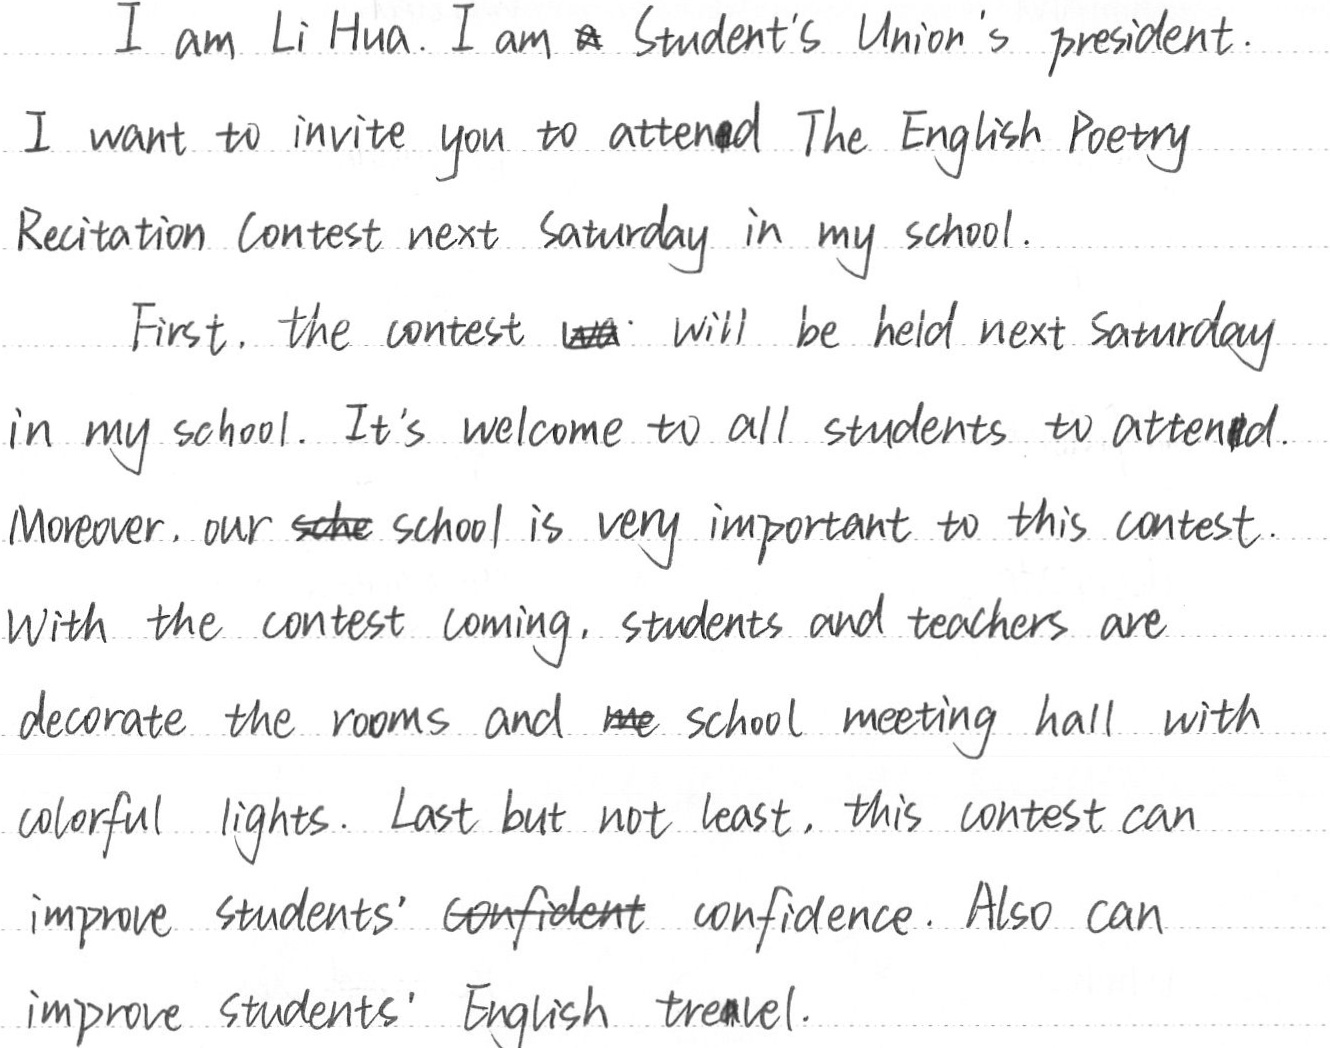 I am Li Hua. I am Student's Union's president.
I want to invite you to attend The English Poetry
Recitation Contest next Saturday in my school.
First, the contest will be held next Saturday
in my school. It's welcome to all students to attend.
Moreover, our school is very important to this contest.
With the contest coming, students and teachers are
decorate the rooms and school meeting hall with
colorful lights. Last but not least, this contest can
improve students' confidence. Also can
improve students' English